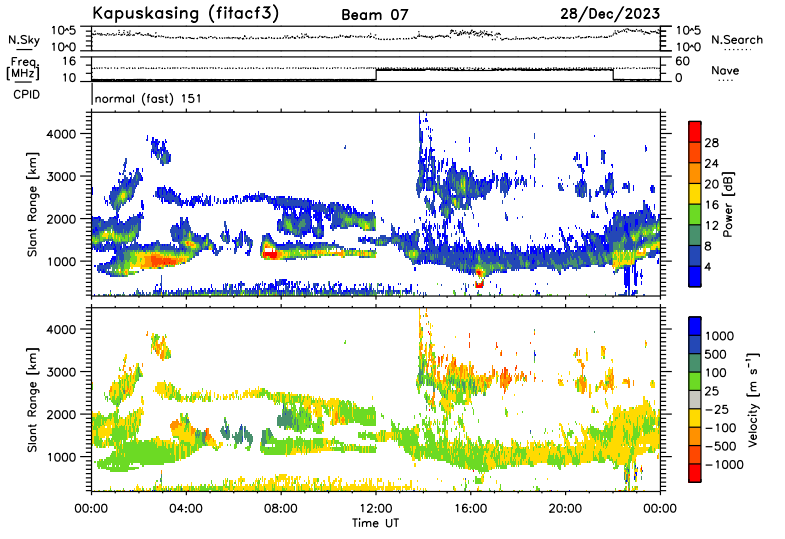 Kapuskasing (fitacf3) Beam 07 28/Dec/2023
N.Sky 10^5 10^0 10^5 10^0 N.Search
Freq. [MHz] 16 10 60 0 Nave
CPID normal (fast) 151
Slant Range [km] 4000 3000 2000 1000
Power [dB] 28 24 20 16 12 8 4
Slant Range [km] 4000 3000 2000 1000
Velocity [m s^-1] 1000 500 100 25 -25 -100 -500 -1000
00:00 04:00 08:00 12:00 16:00 20:00 00:00
Time UT